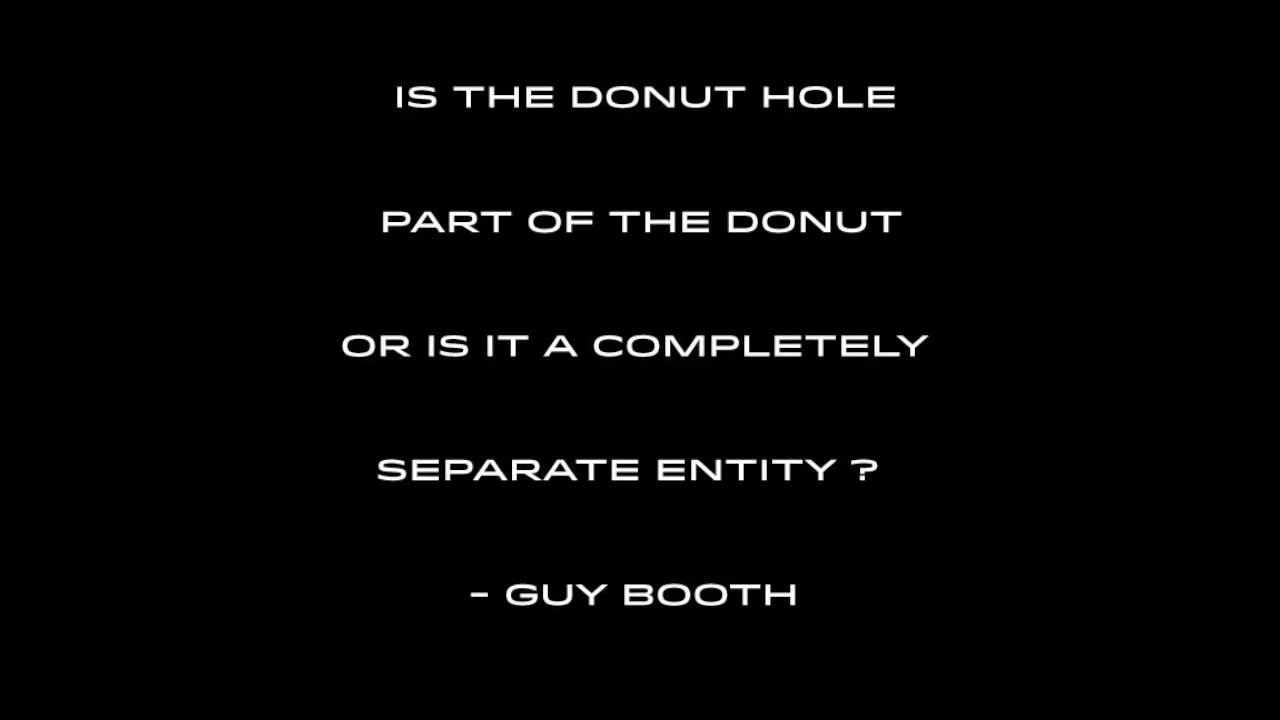 IS THE DONUT HOLE
PART OF THE DONUT
OR IS IT A COMPLETELY
SEPARATE ENTITY ?
- GUY BOOTH